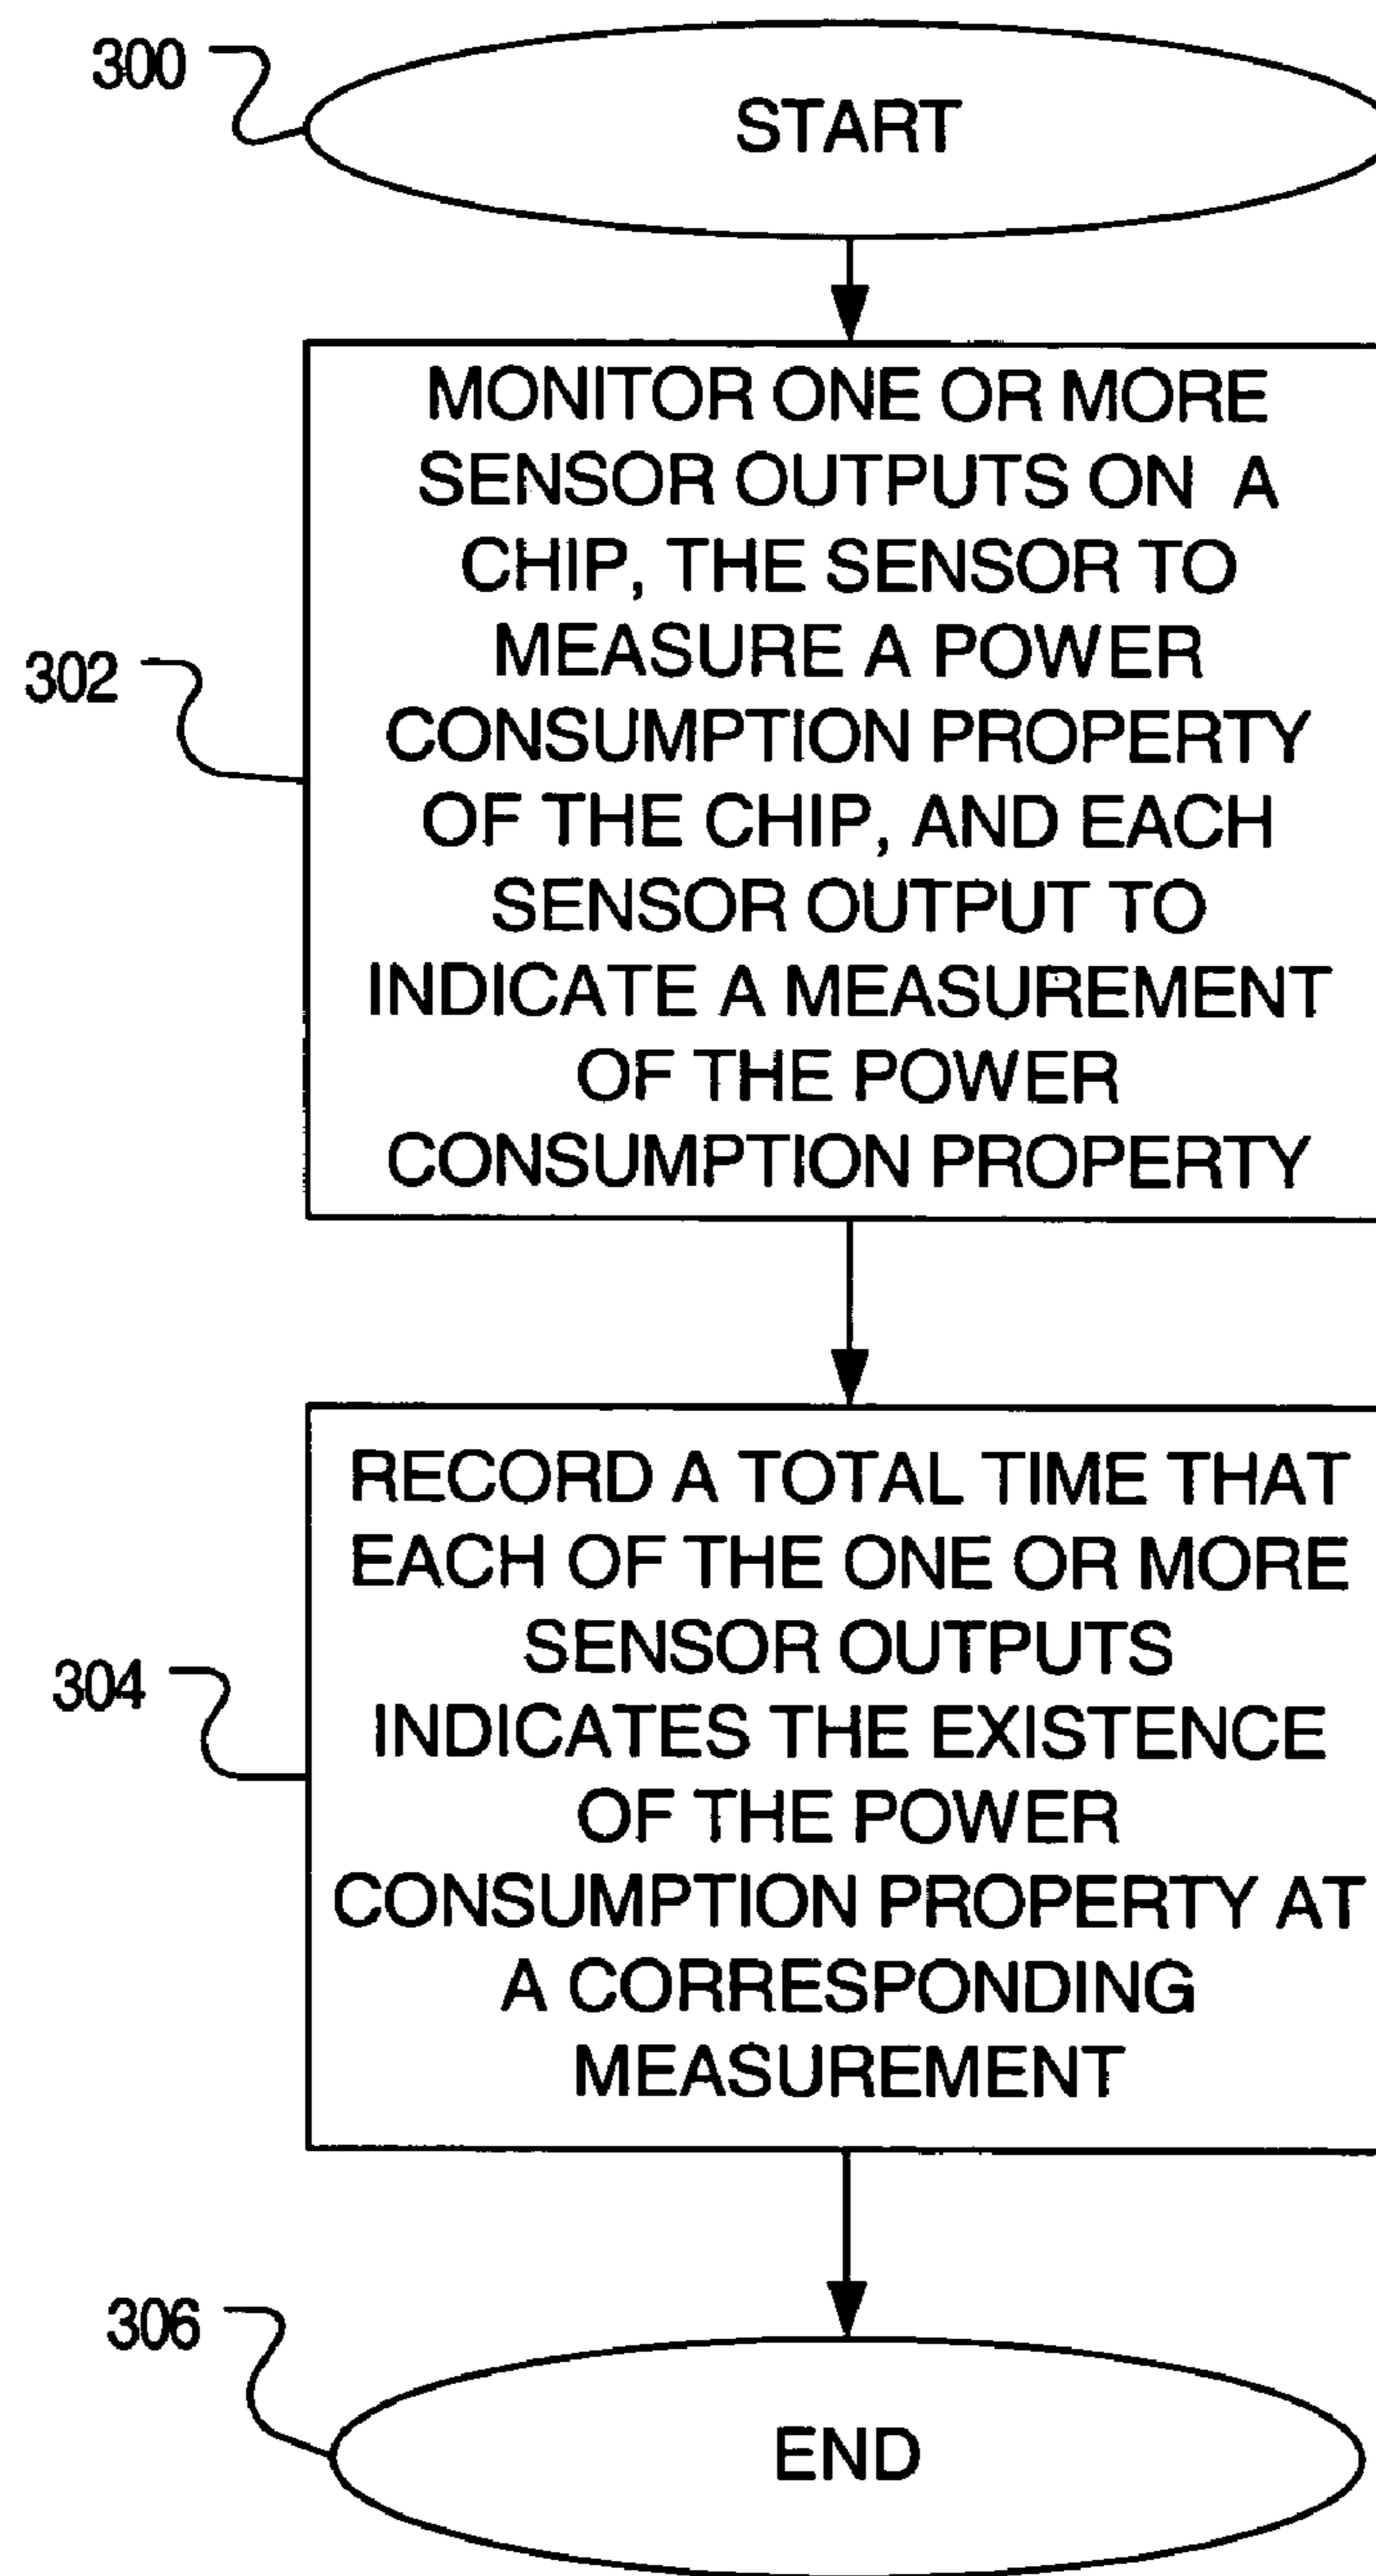 300
START
302
MONITOR ONE OR MORE
SENSOR OUTPUTS ON A
CHIP, THE SENSOR TO
MEASURE A POWER
CONSUMPTION PROPERTY
OF THE CHIP, AND EACH
SENSOR OUTPUT TO
INDICATE A MEASUREMENT
OF THE POWER
CONSUMPTION PROPERTY
304
RECORD A TOTAL TIME THAT
EACH OF THE ONE OR MORE
SENSOR OUTPUTS
INDICATES THE EXISTENCE
OF THE POWER
CONSUMPTION PROPERTY AT
A CORRESPONDING
MEASUREMENT
306
END